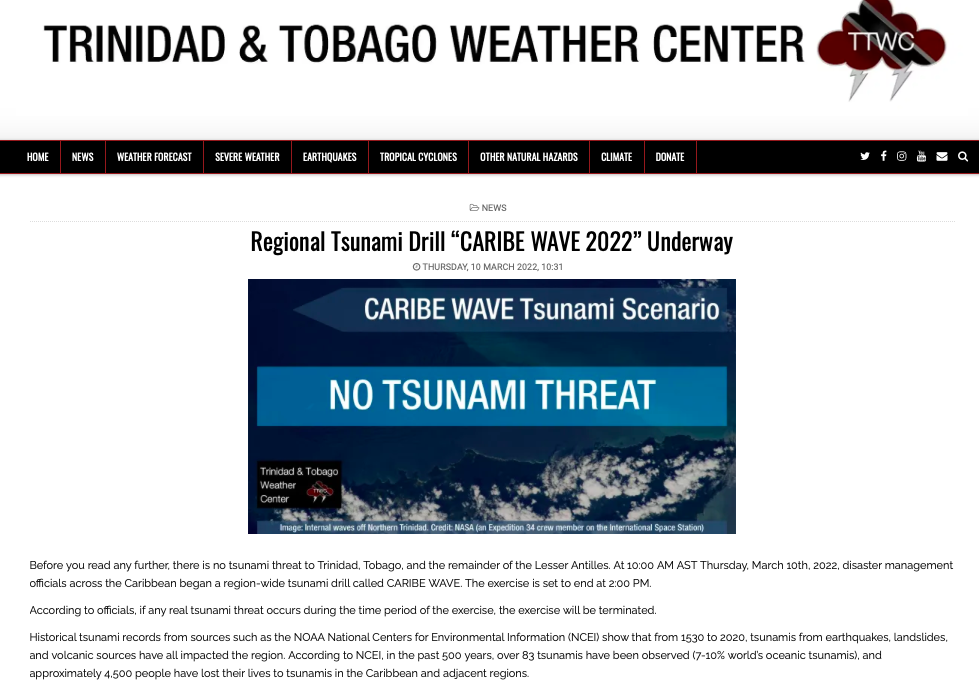 TRINIDAD & TOBAGO WEATHER CENTER
TTWC
HOME
NEWS
WEATHER FORECAST
SEVERE WEATHER
EARTHQUAKES
TROPICAL CYCLONES
OTHER NATURAL HAZARDS
CLIMATE
DONATE
NEWS
Regional Tsunami Drill “CARIBE WAVE 2022” Underway
THURSDAY, 10 MARCH 2022, 10:31
CARIBE WAVE Tsunami Scenario
NO TSUNAMI THREAT
Trinidad & Tobago
Weather
Center
TTWC
Image: Internal waves off Northern Trinidad. Credit: NASA (an Expedition 34 crew member on the International Space Station)
Before you read any further, there is no tsunami threat to Trinidad, Tobago, and the remainder of the Lesser Antilles. At 10:00 AM AST Thursday, March 10th, 2022, disaster management
officials across the Caribbean began a region-wide tsunami drill called CARIBE WAVE. The exercise is set to end at 2:00 PM.
According to officials, if any real tsunami threat occurs during the time period of the exercise, the exercise will be terminated.
Historical tsunami records from sources such as the NOAA National Centers for Environmental Information (NCEI) show that from 1530 to 2020, tsunamis from earthquakes, landslides,
and volcanic sources have all impacted the region. According to NCEI, in the past 500 years, over 83 tsunamis have been observed (7-10% world's oceanic tsunamis), and
approximately 4,500 people have lost their lives to tsunamis in the Caribbean and adjacent regions.